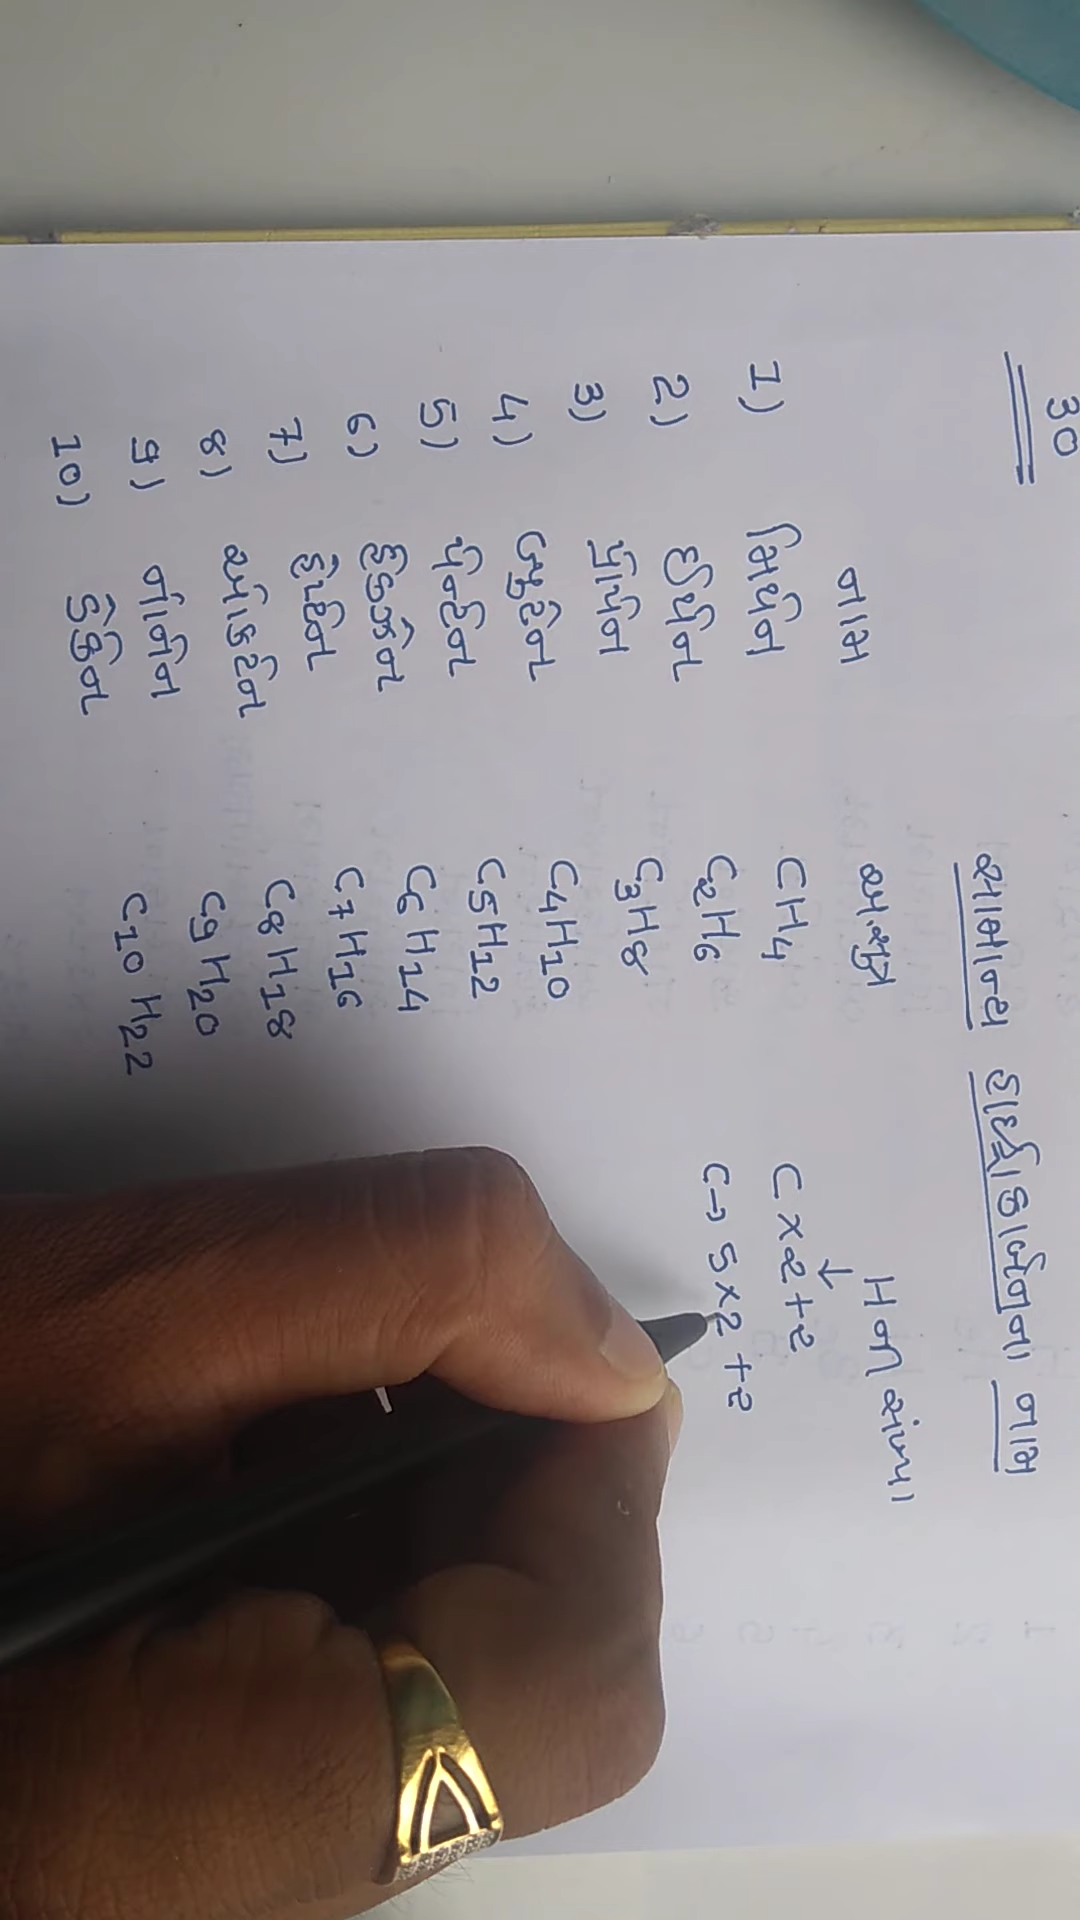 30
સામાન્ય હાઈડ્રોકાર્બનના નામ
નામ અણુસૂત્ર H ની સંખ્યા
1) મિથેન CH4 C x 2 + 2
2) ઈથેન C2H6 C → 5 x 2 + 2
3) પ્રોપેન C3H8
4) બ્યુટેન C4H10
5) પેન્ટેન C5H12
6) હેક્ઝેન C6H14
7) હેપ્ટેન C7H16
8) ઓક્ટેન C8H18
9) નોનેન C9H20
10) ડેકેન C10H22